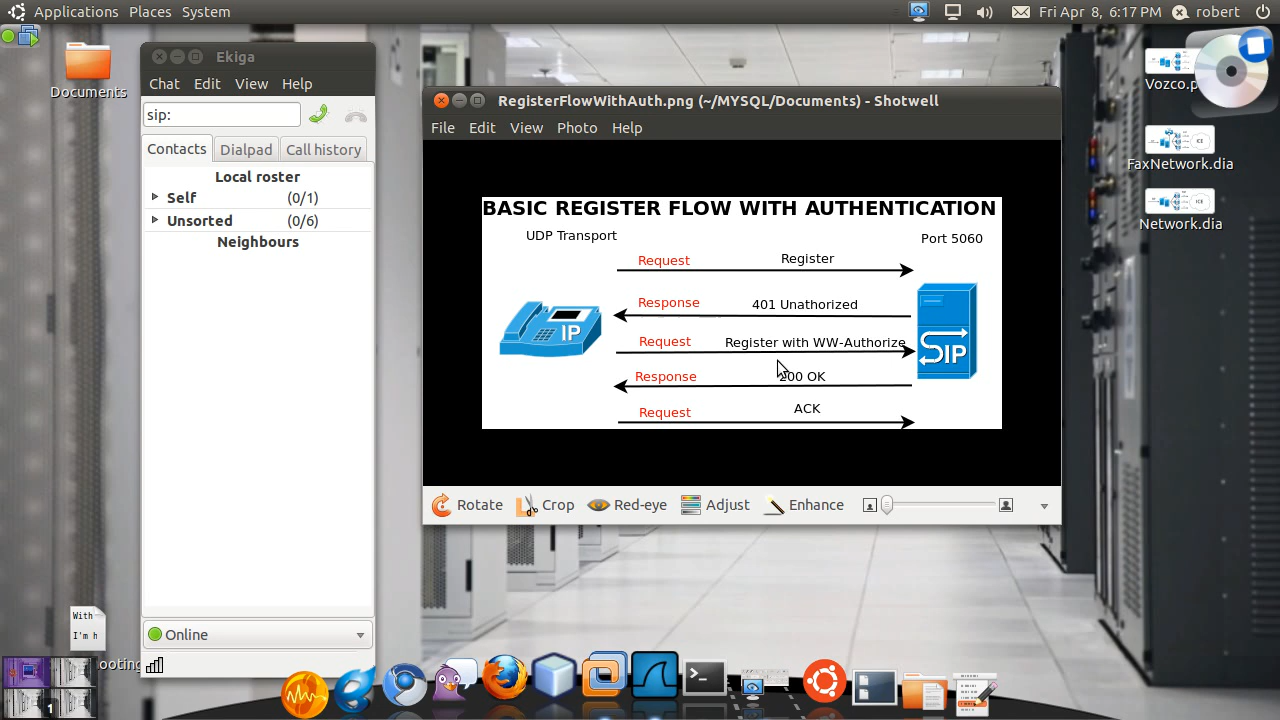 Applications Places System
Fri Apr 8, 6:17 PM robert
Documents
Ekiga
Chat Edit View Help
sip:
Contacts Dialpad Call history
Local roster
Self (0/1)
Unsorted (0/6)
Neighbours
Online
RegisterFlowWithAuth.png (~/MYSQL/Documents) - Shotwell
File Edit View Photo Help
BASIC REGISTER FLOW WITH AUTHENTICATION
UDP Transport
Port 5060
Request Register
Response 401 Unathorized
IP
Request Register with WW-Authorize
SIP
Response 200 OK
Request ACK
Rotate Crop Red-eye Adjust Enhance
FaxNetwork.dia
Network.dia
With
I'm h
1